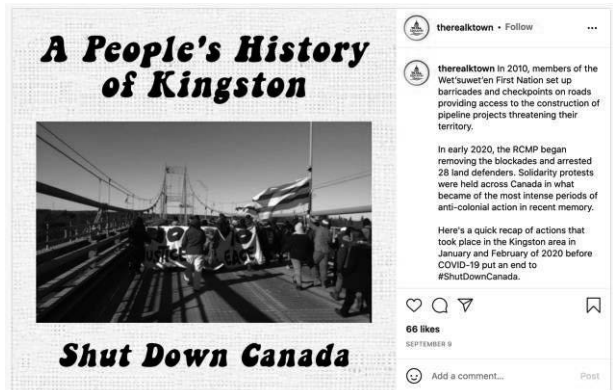 A People's History
of Kingston
JUSTICE
PEACE
Shut Down Canada
therealktown • Follow
•••
therealktown In 2010, members of the
Wet'suwet'en First Nation set up
barricades and checkpoints on roads
providing access to the construction of
pipeline projects threatening their
territory.
In early 2020, the RCMP began
removing the blockades and arrested
28 land defenders. Solidarity protests
were held across Canada in what
became of the most intense periods of
anti-colonial action in recent memory.
Here's a quick recap of actions that
took place in the Kingston area in
January and February of 2020 before
COVID-19 put an end to
#ShutDownCanada.
66 likes
SEPTEMBER 9
Add a comment...
Post